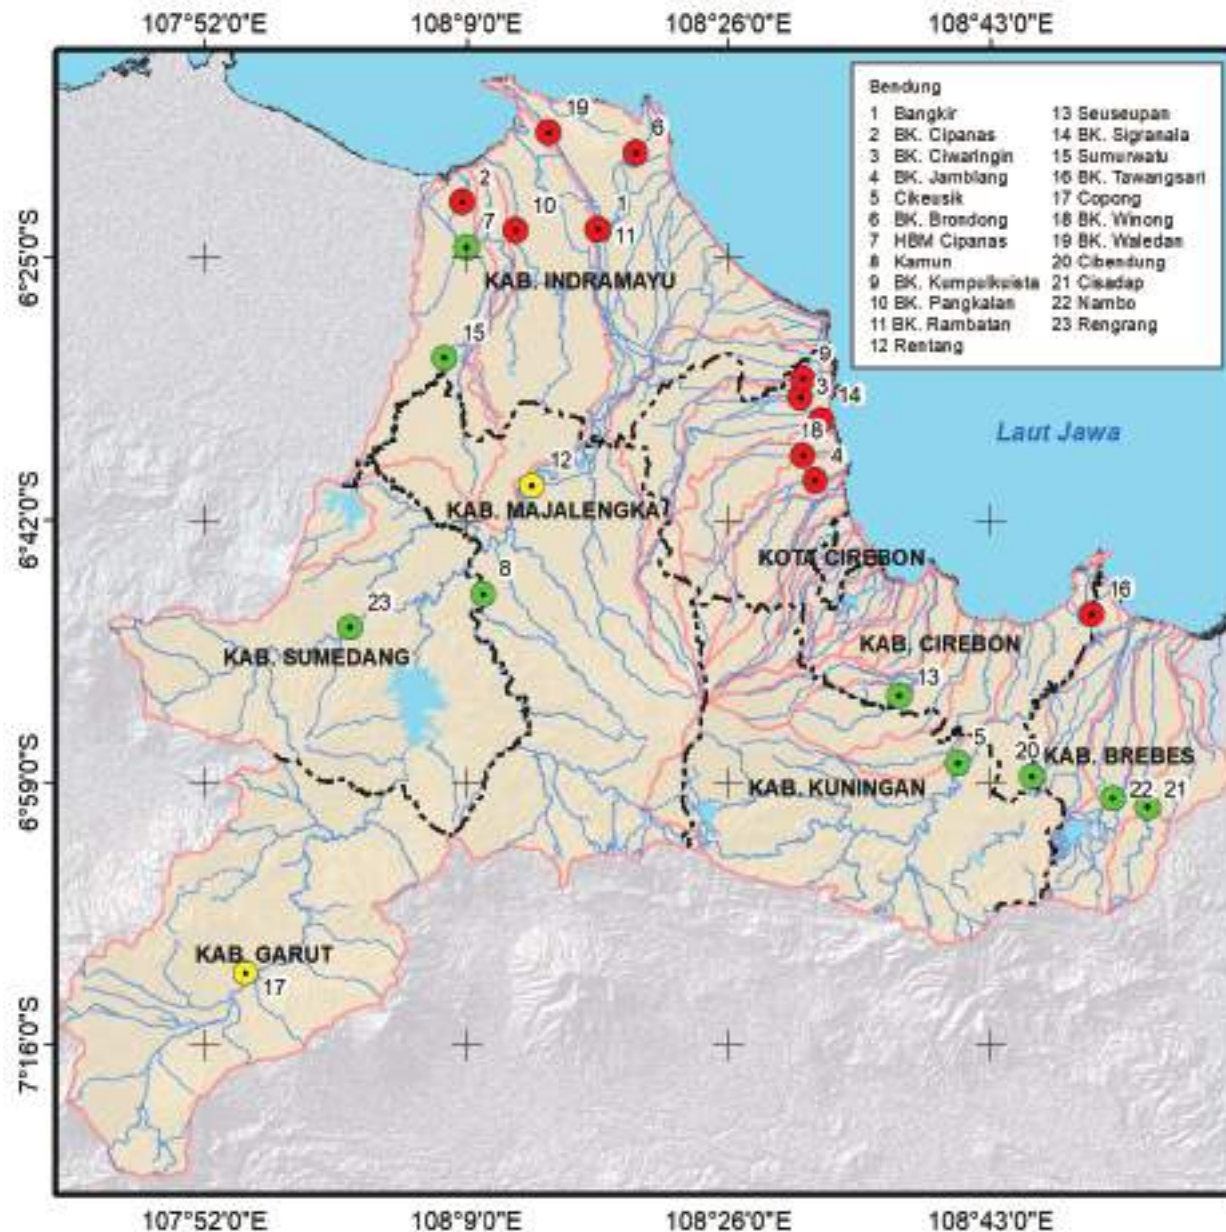 107°52'0"E 108°9'0"E 108°26'0"E 108°43'0"E
Bendung
1 Bangkir
2 BK. Cipanas
3 BK. Ciwaringin
4 BK. Jamblang
5 Cikeusik
6 BK. Brondong
7 HBM Cipanas
8 Kamun
9 BK. Kumpulkuista
10 BK. Pangkalan
11 BK. Rambatan
12 Rentang
13 Seuseupan
14 BK. Sigranala
15 Sumurwatu
16 BK. Tawangsari
17 Copong
18 BK. Winong
19 BK. Waledan
20 Cibendung
21 Cisadap
22 Nambo
23 Rengrang
19
6
2
7
10
1
11
6°25'0"S
KAB. INDRAMAYU
15
9
3
14
18
4
Laut Jawa
12
KAB. MAJALENGKA
6°42'0"S
KOTA CIREBON
8
16
23
KAB. SUMEDANG
KAB. CIREBON
13
5
20
KAB. BREBES
6°59'0"S
KAB. KUNINGAN
22
21
KAB. GARUT
17
7°16'0"S
107°52'0"E 108°9'0"E 108°26'0"E 108°43'0"E